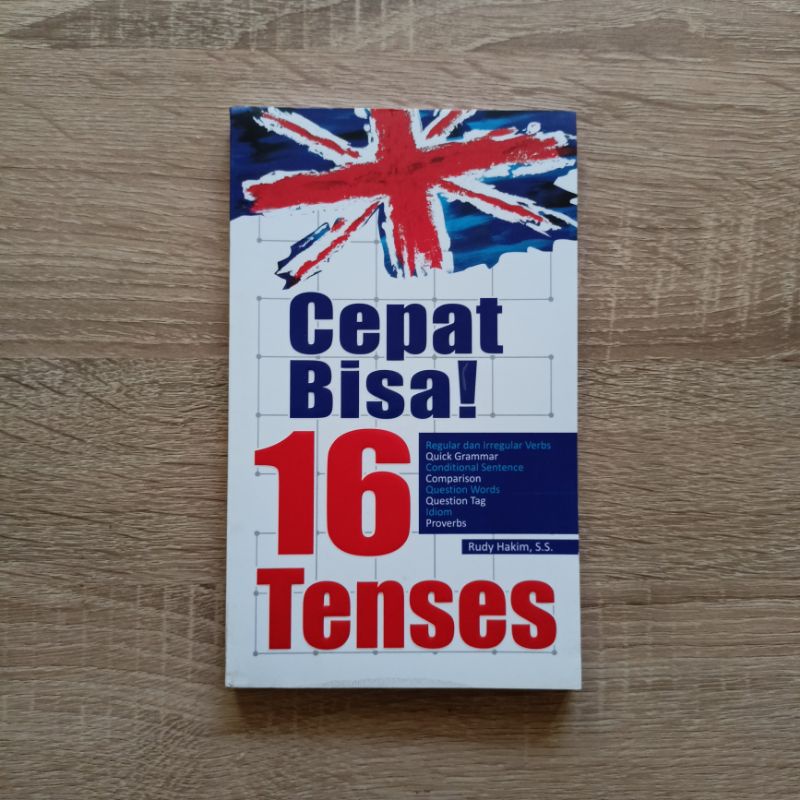 Cepat
Bisa!
16
Regular dan Irregular Verbs
Quick Grammar
Conditional Sentence
Comparison
Question Words
Question Tag
Idiom
Proverbs
Rudy Hakim, S.S.
Tenses